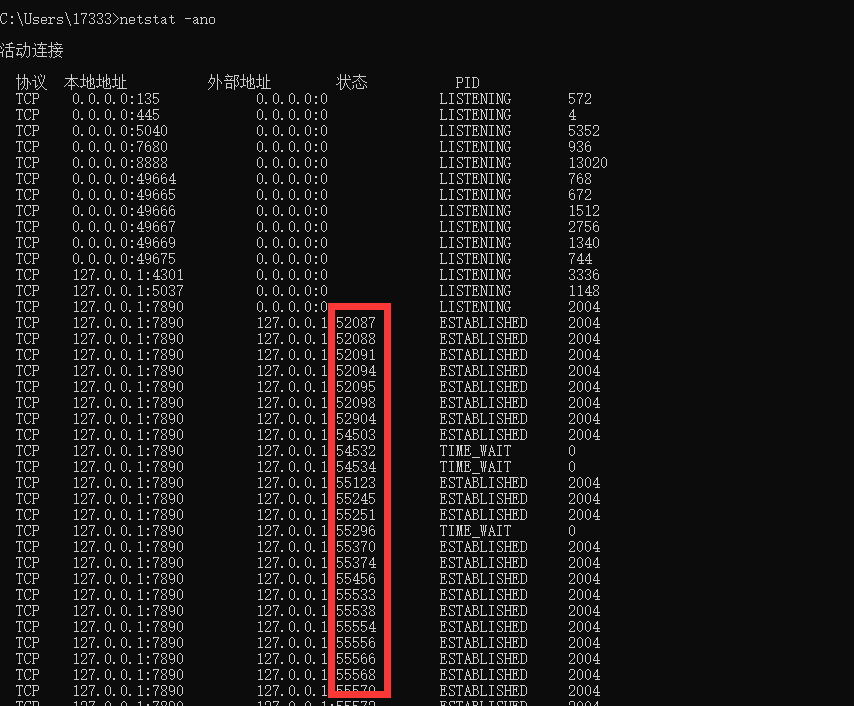 C:\Users\17333>netstat -ano
活动连接
协议 本地地址 外部地址 状态 PID
TCP 0.0.0.0:135 0.0.0.0:0 LISTENING 572
TCP 0.0.0.0:445 0.0.0.0:0 LISTENING 4
TCP 0.0.0.0:5040 0.0.0.0:0 LISTENING 5352
TCP 0.0.0.0:7680 0.0.0.0:0 LISTENING 936
TCP 0.0.0.0:8888 0.0.0.0:0 LISTENING 13020
TCP 0.0.0.0:49664 0.0.0.0:0 LISTENING 768
TCP 0.0.0.0:49665 0.0.0.0:0 LISTENING 672
TCP 0.0.0.0:49666 0.0.0.0:0 LISTENING 1512
TCP 0.0.0.0:49667 0.0.0.0:0 LISTENING 2756
TCP 0.0.0.0:49669 0.0.0.0:0 LISTENING 1340
TCP 0.0.0.0:49675 0.0.0.0:0 LISTENING 744
TCP 127.0.0.1:4301 0.0.0.0:0 LISTENING 3336
TCP 127.0.0.1:5037 0.0.0.0:0 LISTENING 1148
TCP 127.0.0.1:7890 0.0.0.0:0 LISTENING 2004
TCP 127.0.0.1:7890 127.0.0.1 52087 ESTABLISHED 2004
TCP 127.0.0.1:7890 127.0.0.1 52088 ESTABLISHED 2004
TCP 127.0.0.1:7890 127.0.0.1 52091 ESTABLISHED 2004
TCP 127.0.0.1:7890 127.0.0.1 52094 ESTABLISHED 2004
TCP 127.0.0.1:7890 127.0.0.1 52095 ESTABLISHED 2004
TCP 127.0.0.1:7890 127.0.0.1 52098 ESTABLISHED 2004
TCP 127.0.0.1:7890 127.0.0.1 52904 ESTABLISHED 2004
TCP 127.0.0.1:7890 127.0.0.1 54503 ESTABLISHED 2004
TCP 127.0.0.1:7890 127.0.0.1 54532 TIME_WAIT 0
TCP 127.0.0.1:7890 127.0.0.1 54534 TIME_WAIT 0
TCP 127.0.0.1:7890 127.0.0.1 55123 ESTABLISHED 2004
TCP 127.0.0.1:7890 127.0.0.1 55245 ESTABLISHED 2004
TCP 127.0.0.1:7890 127.0.0.1 55251 ESTABLISHED 2004
TCP 127.0.0.1:7890 127.0.0.1 55296 TIME_WAIT 0
TCP 127.0.0.1:7890 127.0.0.1 55370 ESTABLISHED 2004
TCP 127.0.0.1:7890 127.0.0.1 55374 ESTABLISHED 2004
TCP 127.0.0.1:7890 127.0.0.1 55456 ESTABLISHED 2004
TCP 127.0.0.1:7890 127.0.0.1 55533 ESTABLISHED 2004
TCP 127.0.0.1:7890 127.0.0.1 55538 ESTABLISHED 2004
TCP 127.0.0.1:7890 127.0.0.1 55554 ESTABLISHED 2004
TCP 127.0.0.1:7890 127.0.0.1 55556 ESTABLISHED 2004
TCP 127.0.0.1:7890 127.0.0.1 55566 ESTABLISHED 2004
TCP 127.0.0.1:7890 127.0.0.1 55568 ESTABLISHED 2004
TCP 127.0.0.1:7890 127.0.0.1 55570 ESTABLISHED 2004